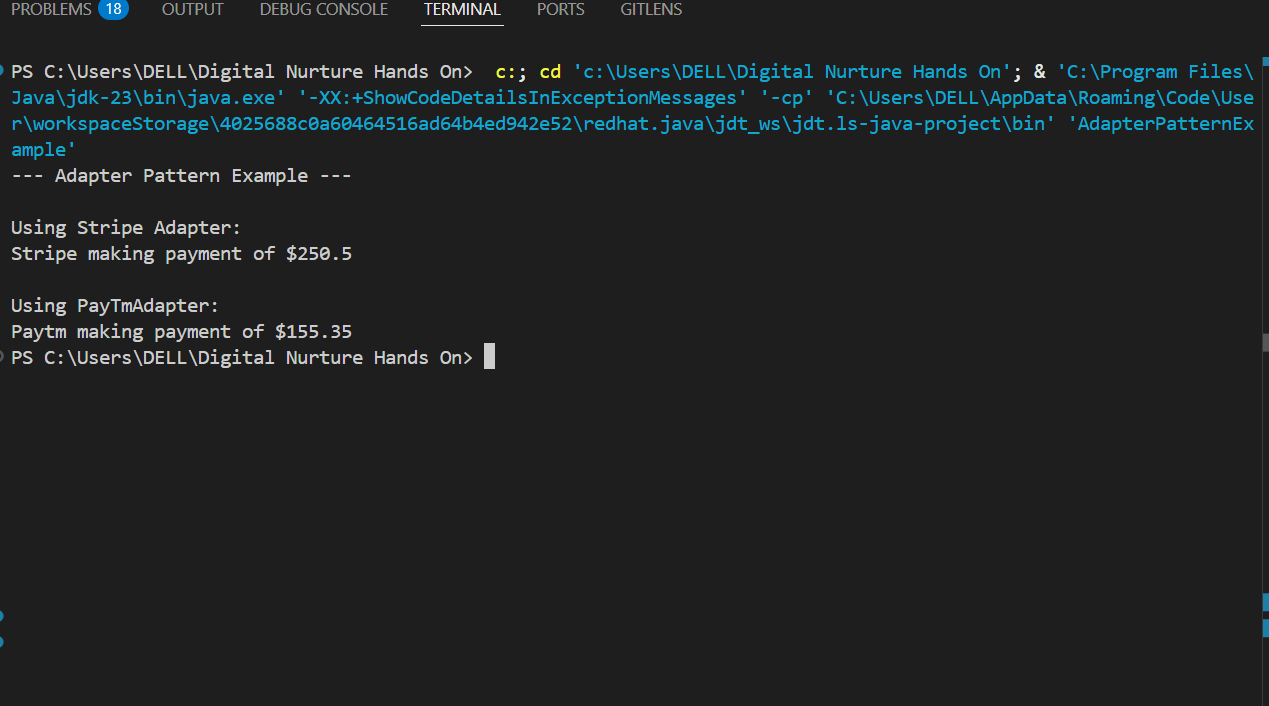 PROBLEMS 18 OUTPUT DEBUG CONSOLE TERMINAL PORTS GITLENS
PS C:\Users\DELL\Digital Nurture Hands On>  c:; cd 'c:\Users\DELL\Digital Nurture Hands On'; & 'C:\Program Files\
Java\jdk-23\bin\java.exe' '-XX:+ShowCodeDetailsInExceptionMessages' '-cp' 'C:\Users\DELL\AppData\Roaming\Code\Use
r\workspaceStorage\4025688c0a60464516ad64b4ed942e52\redhat.java\jdt_ws\jdt.ls-java-project\bin' 'AdapterPatternEx
ample'
--- Adapter Pattern Example ---
Using Stripe Adapter:
Stripe making payment of $250.5
Using PayTmAdapter:
Paytm making payment of $155.35
PS C:\Users\DELL\Digital Nurture Hands On>